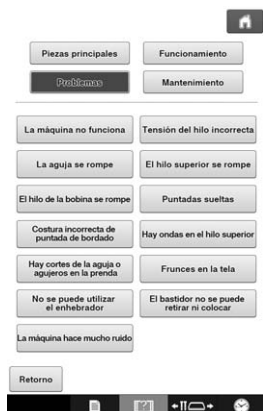 Piezas principales
Funcionamiento
Problemas
Mantenimiento
La máquina no funciona
Tensión del hilo incorrecta
La aguja se rompe
El hilo superior se rompe
El hilo de la bobina se rompe
Puntadas sueltas
Costura incorrecta de
puntada de bordado
Hay ondas en el hilo superior
Hay cortes de la aguja o
agujeros en la prenda
Frunces en la tela
No se puede utilizar
el enhebrador
El bastidor no se puede
retirar ni colocar
La máquina hace mucho ruido
Retorno